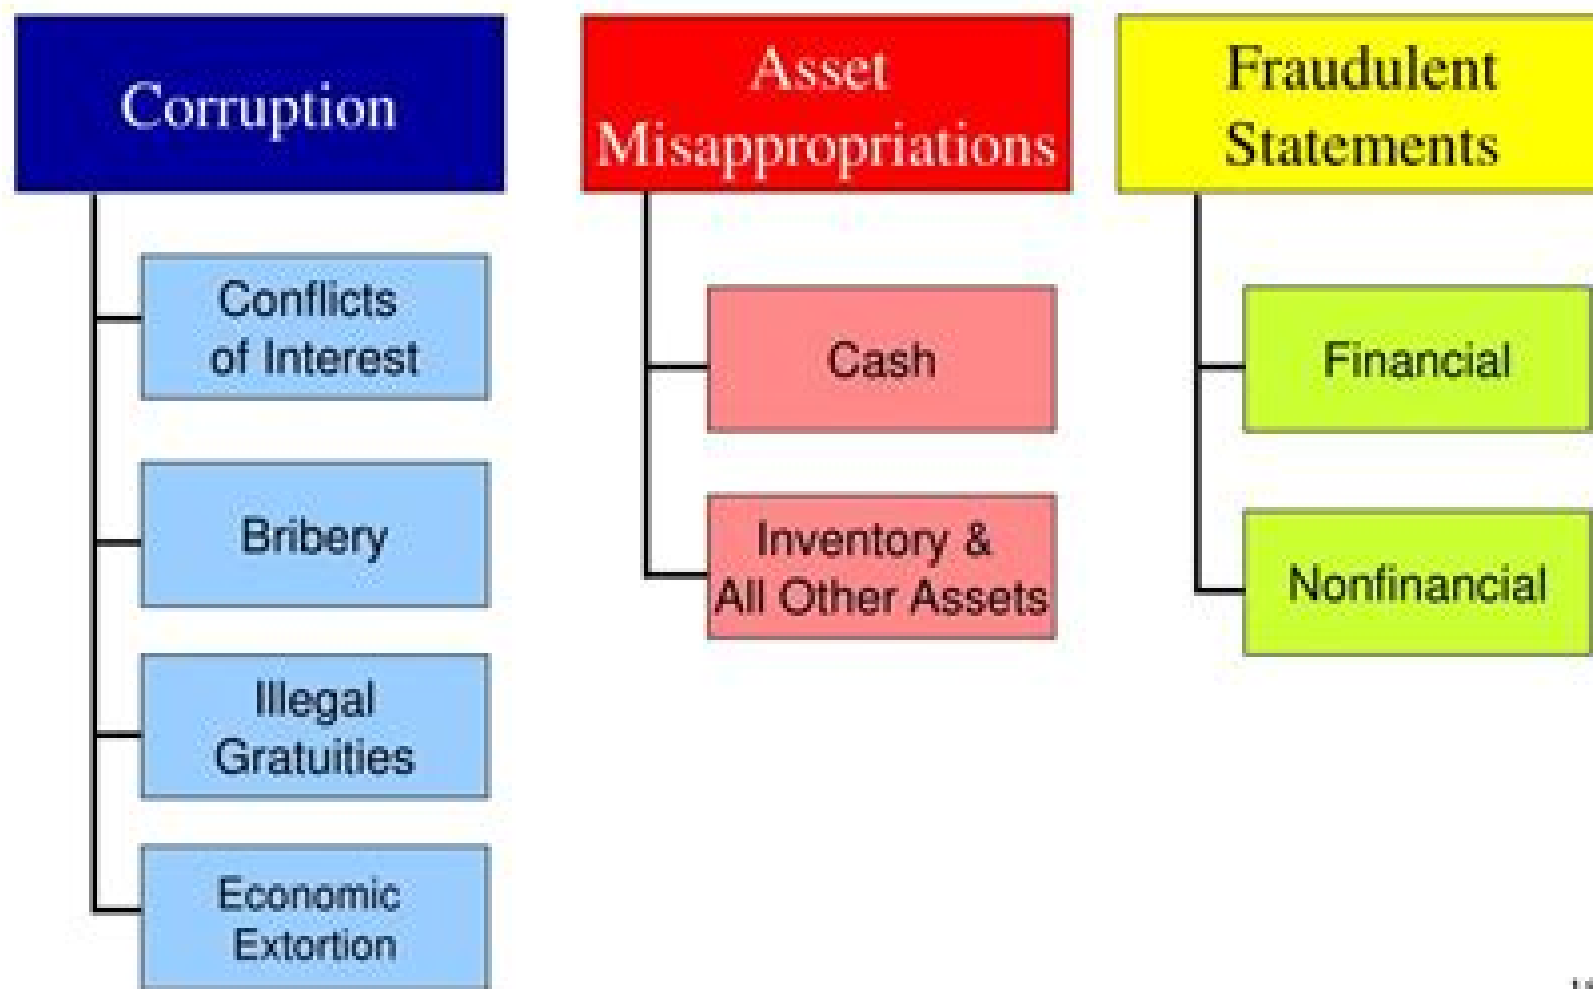 Corruption
Conflicts
of Interest
Bribery
Illegal
Gratuities
Economic
Extortion
Asset
Misappropriations
Cash
Inventory &
All Other Assets
Fraudulent
Statements
Financial
Nonfinancial